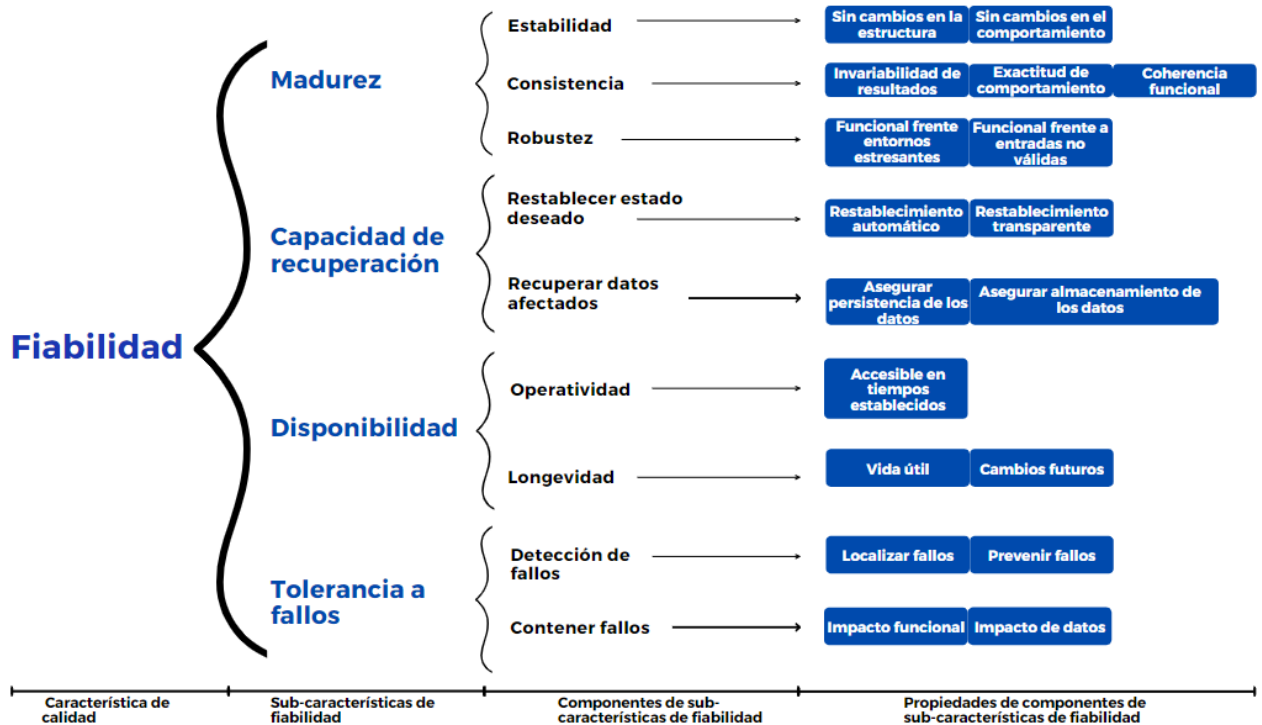 Fiabilidad
Madurez
Estabilidad
Sin cambios en la
estructura
Sin cambios en el
comportamiento
Consistencia
Invariabilidad de
resultados
Exactitud de
comportamiento
Coherencia
funcional
Robustez
Funcional frente
entornos
estresantes
Funcional frente a
entradas no
válidas
Capacidad de
recuperación
Restablecer estado
deseado
Restablecimiento
automático
Restablecimiento
transparente
Recuperar datos
afectados
Asegurar
persistencia de los
datos
Asegurar almacenamiento de
los datos
Disponibilidad
Operatividad
Accesible en
tiempos
establecidos
Longevidad
Vida útil
Cambios futuros
Tolerancia a
fallos
Detección de
fallos
Localizar fallos
Prevenir fallos
Contener fallos
Impacto funcional
Impacto de datos
Característica de
calidad
Sub-características de
fiabilidad
Componentes de sub-
características de fiabilidad
Propiedades de componentes de
sub-características de fiabilidad